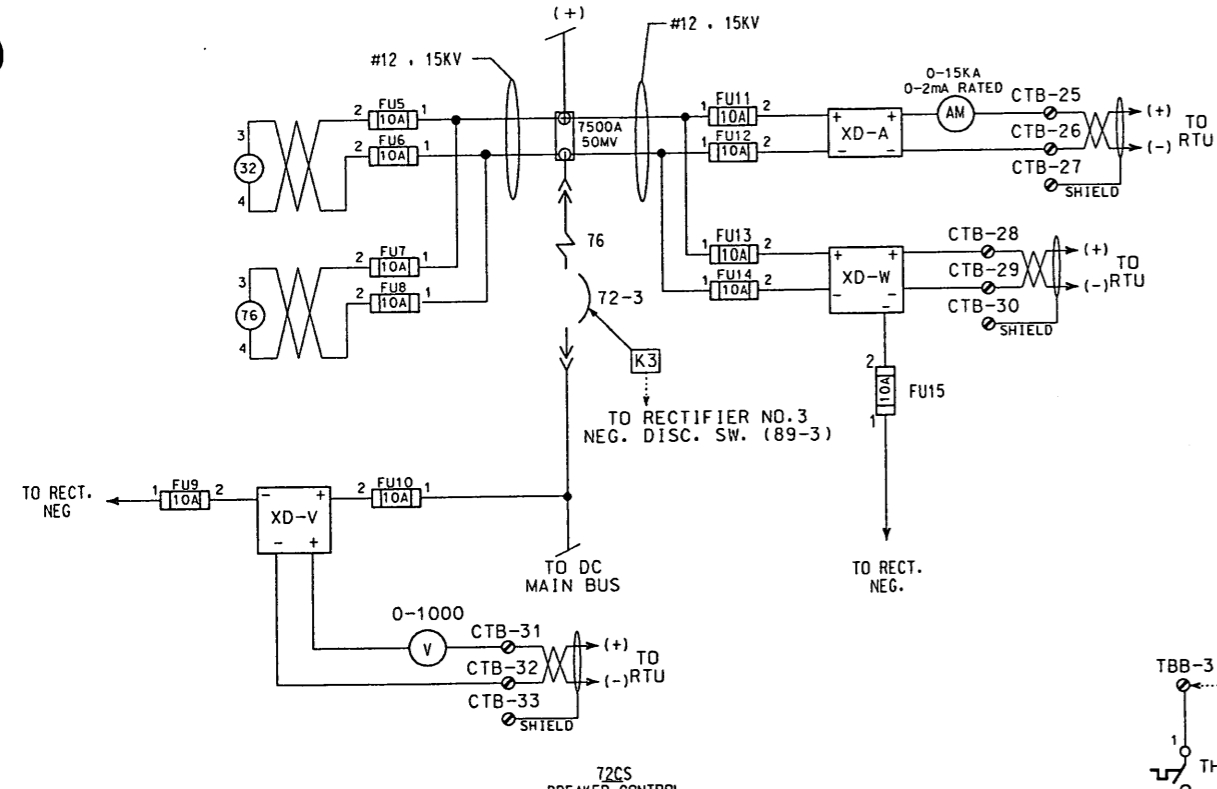 (+)
#12 , 15KV
#12 , 15KV
7500A
50MV
3
32
4
2 FU5 1
10A
FU6
2 10A 1
3
76
4
2 FU7 1
10A
2 FU8 1
10A
76
72-3
K3
TO RECTIFIER NO.3
NEG. DISC. SW. (89-3)
1 FU11 2
10A
FU12
1 10A 2
+ +
XD-A
- -
0-15KA
0-2mA RATED
AM
CTB-25
CTB-26
CTB-27
SHIELD
(+)
(-)
TO
RTU
1 FU13 2
10A
FU14
1 10A 2
+ +
XD-W
- -
CTB-28
CTB-29
CTB-30
SHIELD
(+)
(-)
TO
RTU
2
10A
1
FU15
TO RECT.
NEG.
TO RECT.
NEG
1 FU9 2
10A
- +
XD-V
- +
2 FU10 1
10A
TO DC
MAIN BUS
0-1000
V
CTB-31
CTB-32
CTB-33
SHIELD
(+)
(-)
TO
RTU
TBB-3
1
TH
72CS
BREAKER CONTROL